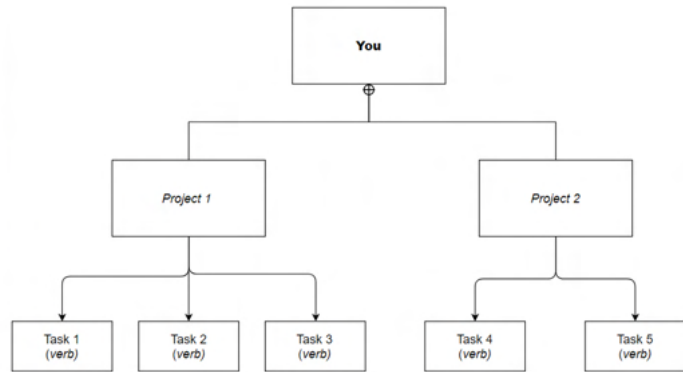 You
Project 1
Project 2
Task 1
(verb)
Task 2
(verb)
Task 3
(verb)
Task 4
(verb)
Task 5
(verb)